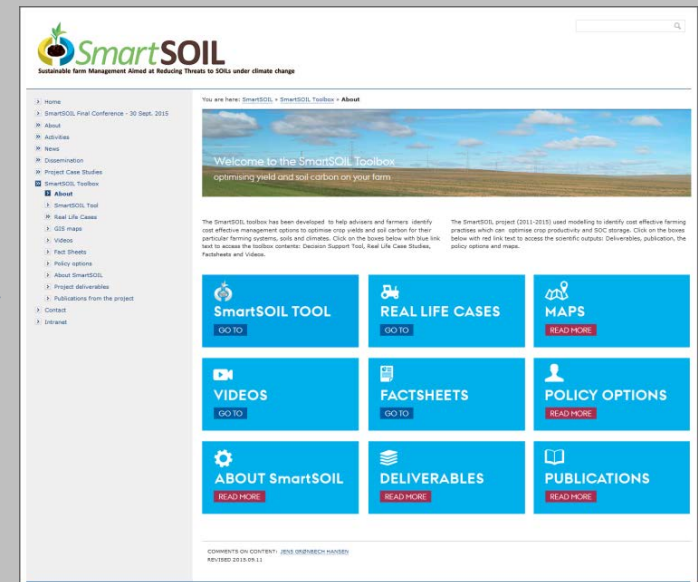 SmartSOIL
Sustainable farm Management Aimed at Reducing Threats to SOILs under climate change
Home
SmartSOIL Final Conference - 30 Sept. 2015
About
Activities
News
Dissemination
Project Case Studies
SmartSOIL Toolbox
About
SmartSOIL Tool
Real Life Cases
GIS maps
Videos
Fact Sheets
Policy options
About SmartSOIL
Project deliverables
Publications from the project
Contact
Intranet
You are here: SmartSOIL > SmartSOIL Toolbox > About
Welcome to the SmartSOIL Toolbox
optimising yield and soil carbon on your farm
The SmartSOIL toolbox has been developed to help advisers and farmers identify
cost effective management options to optimise crop yields and soil carbon for their
particular farming systems, soils and climates. Click on the boxes below with blue link
text to access the toolbox contents: Decision Support Tool, Real Life Case Studies,
Factsheets and Videos.
The SmartSOIL project (2011-2015) used modelling to identify cost effective farming
practises which can optimise crop productivity and SOC storage. Click on the boxes
below with red link text to access the scientific outputs: Deliverables, publication, the
policy options and maps.
SmartSOIL TOOL
GO TO
REAL LIFE CASES
GO TO
MAPS
READ MORE
VIDEOS
GO TO
FACTSHEETS
GO TO
POLICY OPTIONS
READ MORE
ABOUT SmartSOIL
READ MORE
DELIVERABLES
READ MORE
PUBLICATIONS
READ MORE
COMMENTS ON CONTENT: JENS GRØNBECH HANSEN
REVISED 2015.09.11